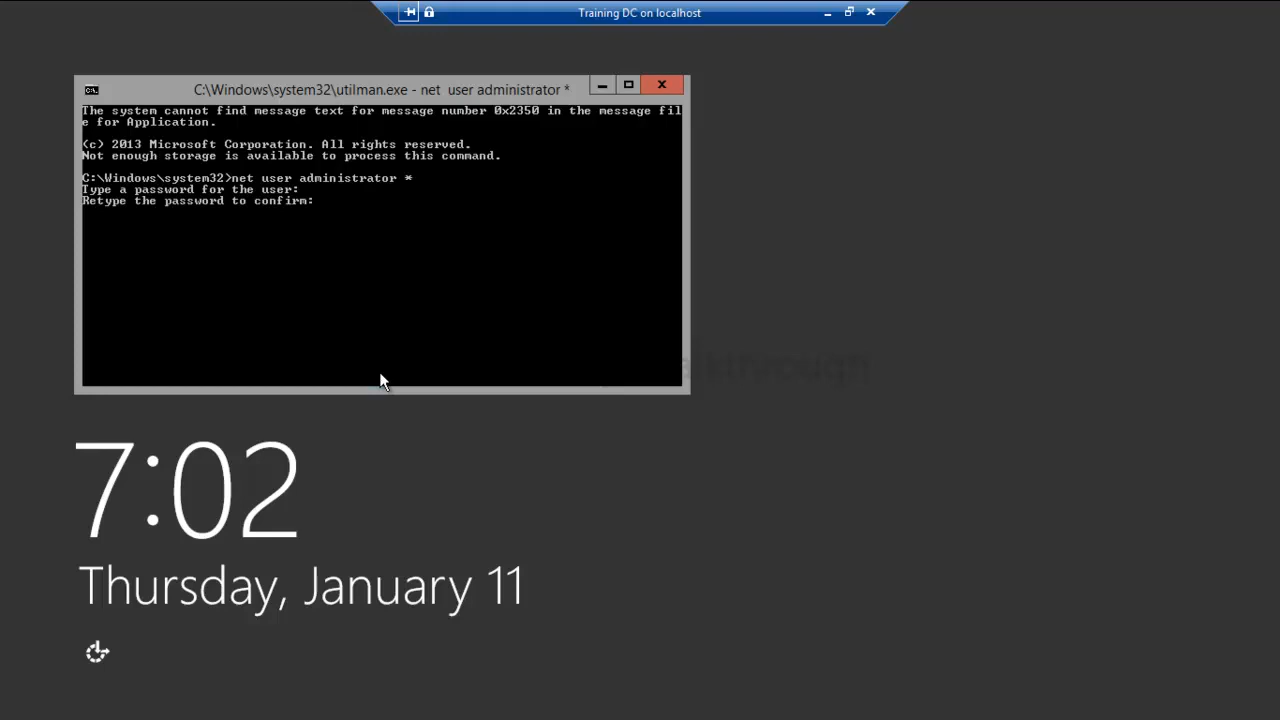 Training DC on localhost
C:\Windows\system32\utilman.exe - net  user administrator *
The system cannot find message text for message number 0x2350 in the message fil
e for Application.
(c) 2013 Microsoft Corporation. All rights reserved.
Not enough storage is available to process this command.
C:\Windows\system32>net user administrator *
Type a password for the user:
Retype the password to confirm:
7:02
Thursday, January 11